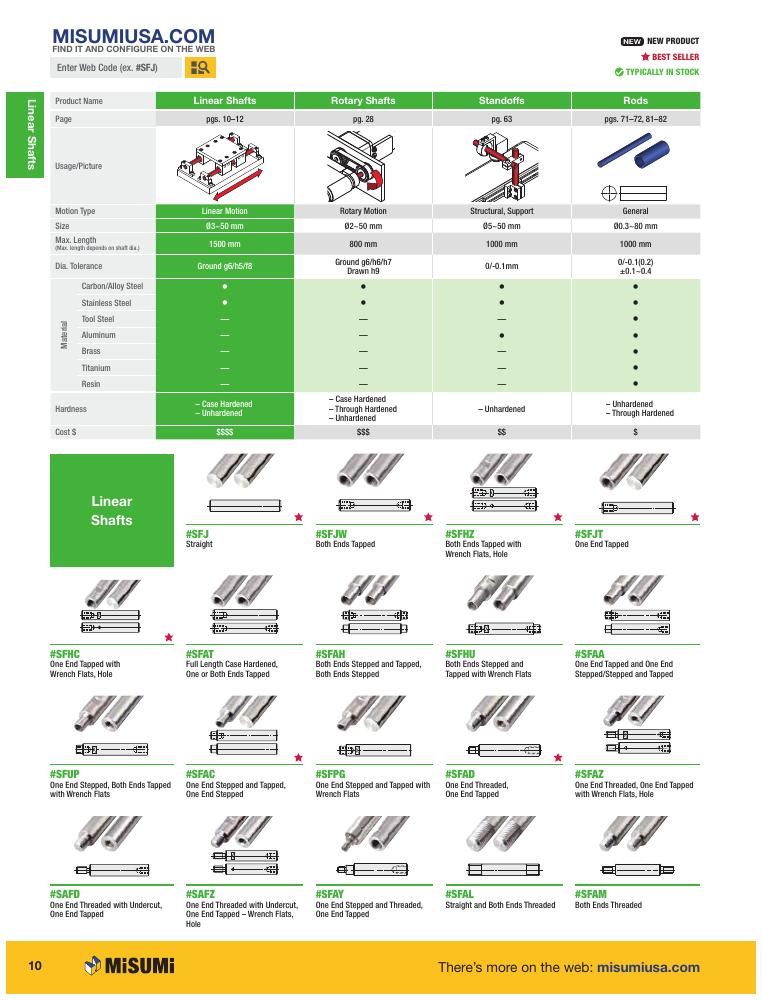 MISUMIUSA.COM
FIND IT AND CONFIGURE ON THE WEB
Enter Web Code (ex. #SFJ)
NEW NEW PRODUCT
BEST SELLER
TYPICALLY IN STOCK
Linear Shafts
Product Name Linear Shafts Rotary Shafts Standoffs Rods
Page pgs. 10–12 pg. 28 pg. 63 pgs. 71–72, 81–82
Usage/Picture
Motion Type Linear Motion Rotary Motion Structural, Support General
Size Ø3~50 mm Ø2~50 mm Ø5~50 mm Ø0.3~80 mm
Max. Length
(Max. length depends on shaft dia.)
1500 mm 800 mm 1000 mm 1000 mm
Dia. Tolerance Ground g6/h5/f8 Ground g6/h6/h7
Drawn h9
0/-0.1mm
0/-0.1(0.2)
±0.1~0.4
Material
Carbon/Alloy Steel ● ● ● ●
Stainless Steel ● ● ● ●
Tool Steel — — — ●
Aluminum — — ● ●
Brass — — — ●
Titanium — — — ●
Resin — — — ●
Hardness
– Case Hardened
– Unhardened
– Case Hardened
– Through Hardened
– Unhardened
– Unhardened
– Unhardened
– Through Hardened
Cost $ $$$$ $$$ $$ $
Linear
Shafts
#SFJ
Straight
#SFJW
Both Ends Tapped
#SFHZ
Both Ends Tapped with
Wrench Flats, Hole
#SFJT
One End Tapped
#SFHC
One End Tapped with
Wrench Flats, Hole
#SFAT
Full Length Case Hardened,
One or Both Ends Tapped
#SFAH
Both Ends Stepped and Tapped,
Both Ends Stepped
#SFHU
Both Ends Stepped and
Tapped with Wrench Flats
#SFAA
One End Tapped and One End
Stepped/Stepped and Tapped
#SFUP
One End Stepped, Both Ends Tapped
with Wrench Flats
#SFAC
One End Stepped and Tapped,
One End Stepped
#SFPG
One End Stepped and Tapped with
Wrench Flats
#SFAD
One End Threaded,
One End Tapped
#SFAZ
One End Threaded, One End Tapped
with Wrench Flats, Hole
#SAFD
One End Threaded with Undercut,
One End Tapped
#SAFZ
One End Threaded with Undercut,
One End Tapped – Wrench Flats,
Hole
#SFAY
One End Stepped and Threaded,
One End Tapped
#SFAL
Straight and Both Ends Threaded
#SFAM
Both Ends Threaded
10
MiSUMi
There's more on the web: misumiusa.com